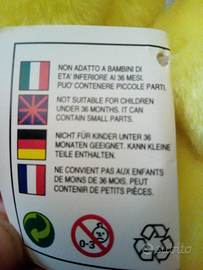 NON ADATTO A BAMBINI DI
ETA' INFERIORE AI 36 MESI.
PUO' CONTENERE PICCOLE PARTI.
NOT SUITABLE FOR CHILDREN
UNDER 36 MONTHS. IT CAN
CONTAIN SMALL PARTS.
NICHT FÜR KINDER UNTER 36
MONATEN GEEIGNET. KANN KLEINE
TEILE ENTHALTEN.
NE CONVIENT PAS AUX ENFANTS
DE MOINS DE 36 MOIS. PEUT
CONTENIR DE PETITS PIÈCES.
0-3
subito